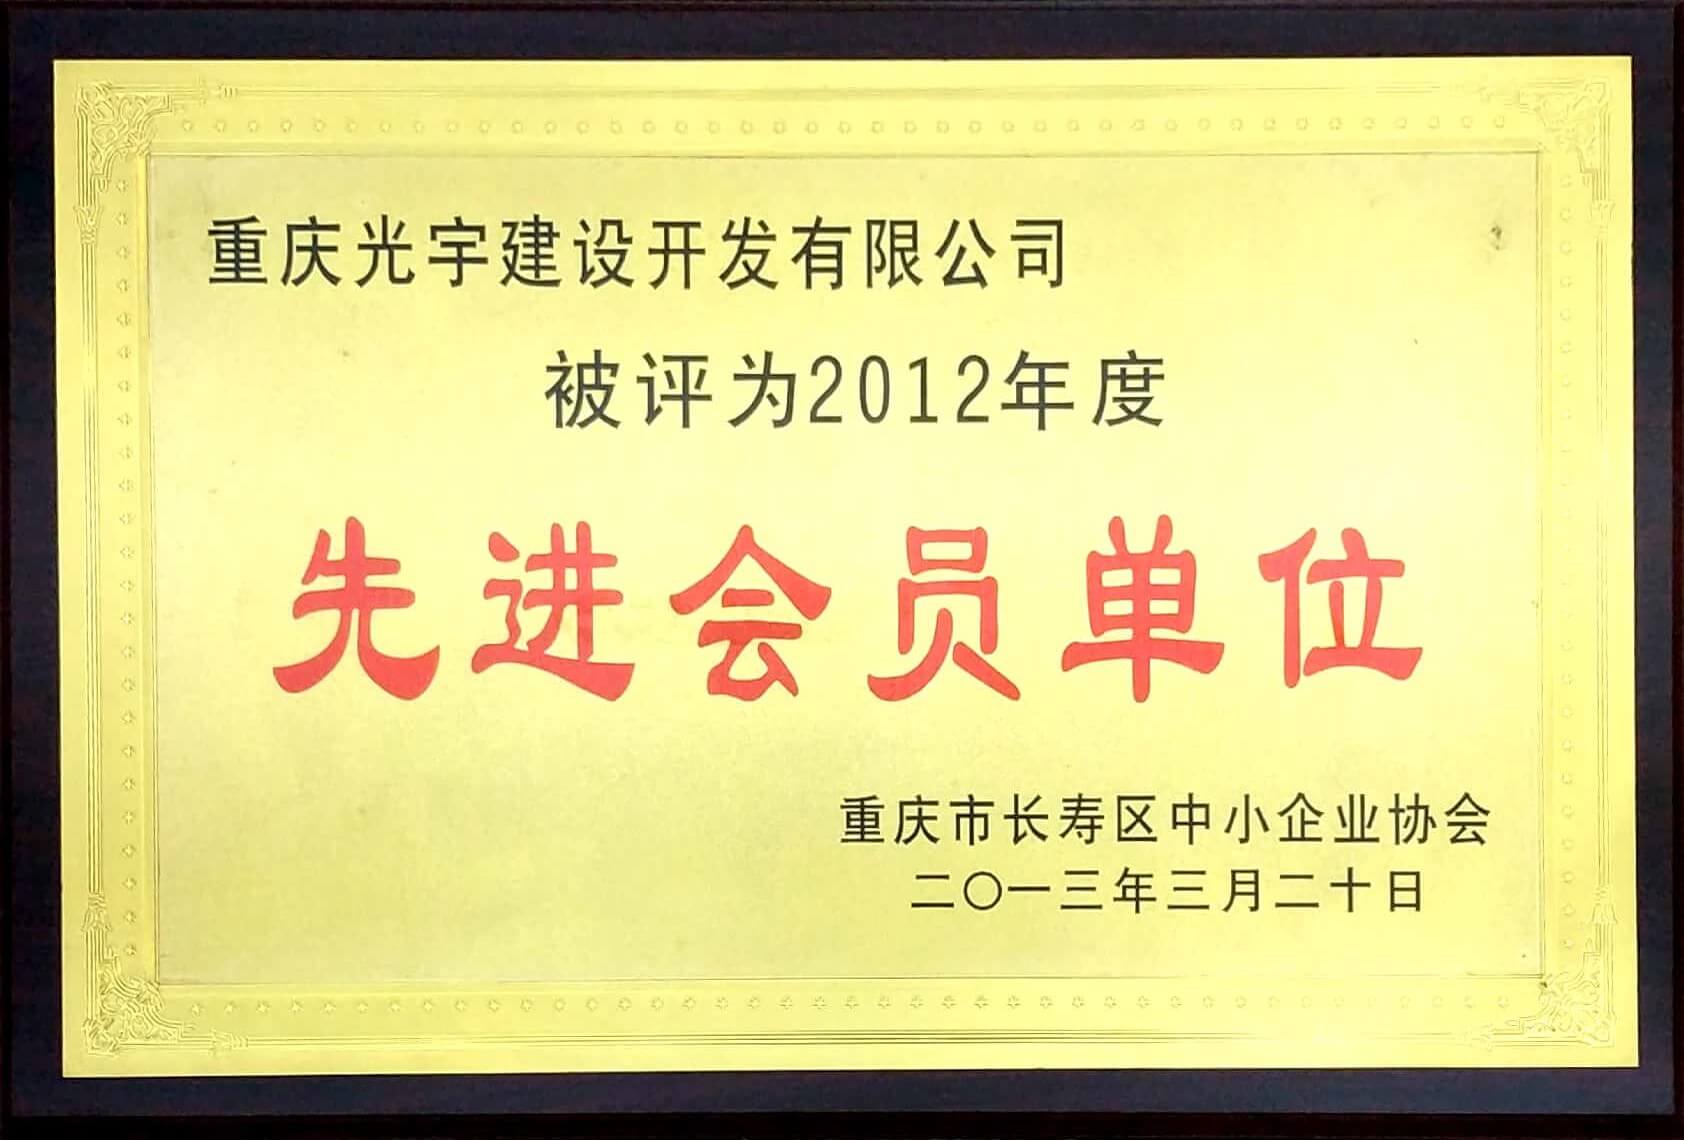 重庆光宇建设开发有限公司
被评为2012年度
先进会员单位
重庆市长寿区中小企业协会
二〇一三年三月二十日